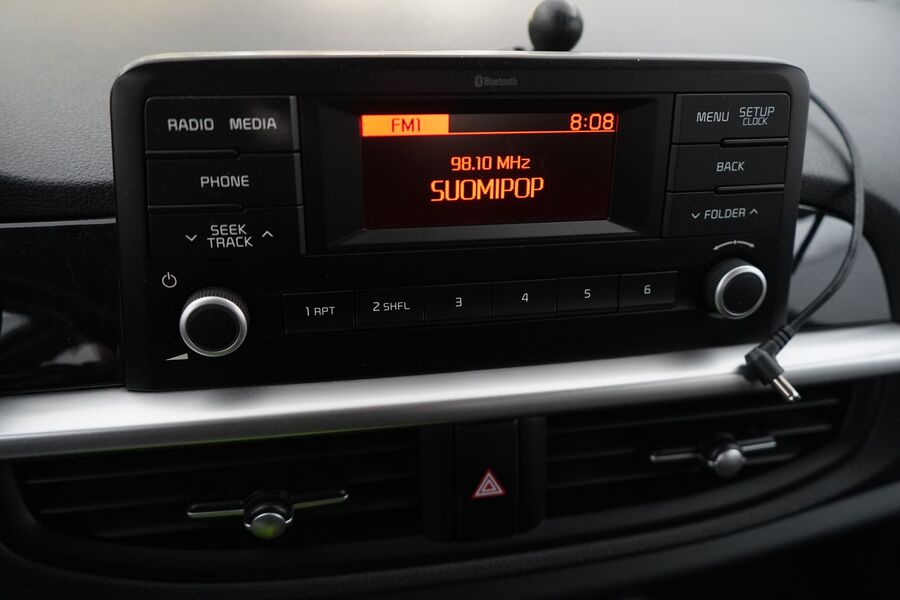 Bluetooth
RADIO MEDIA
PHONE
SEEK
TRACK
FM1 8:08
98.10 MHz
SUOMIPOP
MENU SETUP
CLOCK
BACK
FOLDER
1 RPT 2 SHFL 3 4 5 6